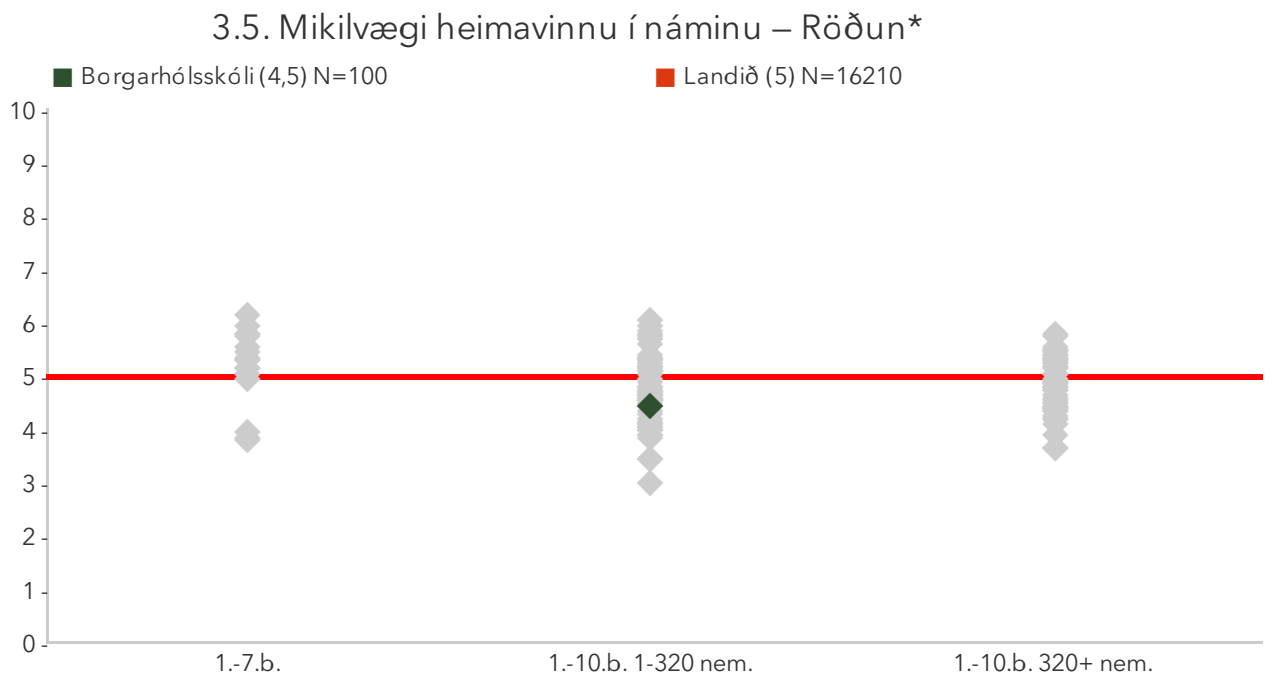 3.5. Mikilvægi heimavinnu í náminu – Röðun*
Borgarhólsskóli (4,5) N=100
Landið (5) N=16210
10
9
8
7
6
5
4
3
2
1
0
1.-7.b.
1.-10.b. 1-320 nem.
1.-10.b. 320+ nem.